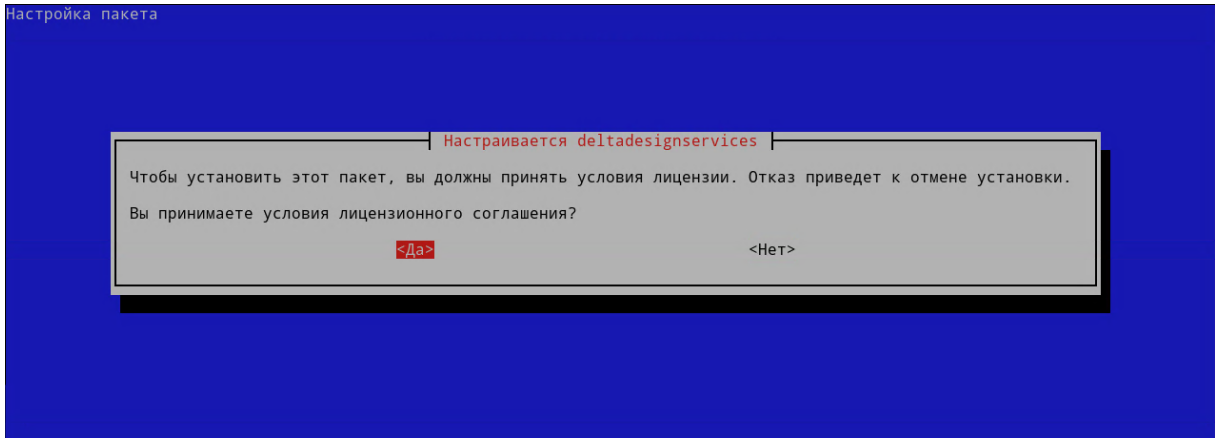 Настройка пакета
Настраивается deltadesignservices
Чтобы установить этот пакет, вы должны принять условия лицензии. Отказ приведет к отмене установки.
Вы принимаете условия лицензионного соглашения?
<Да> <Нет>